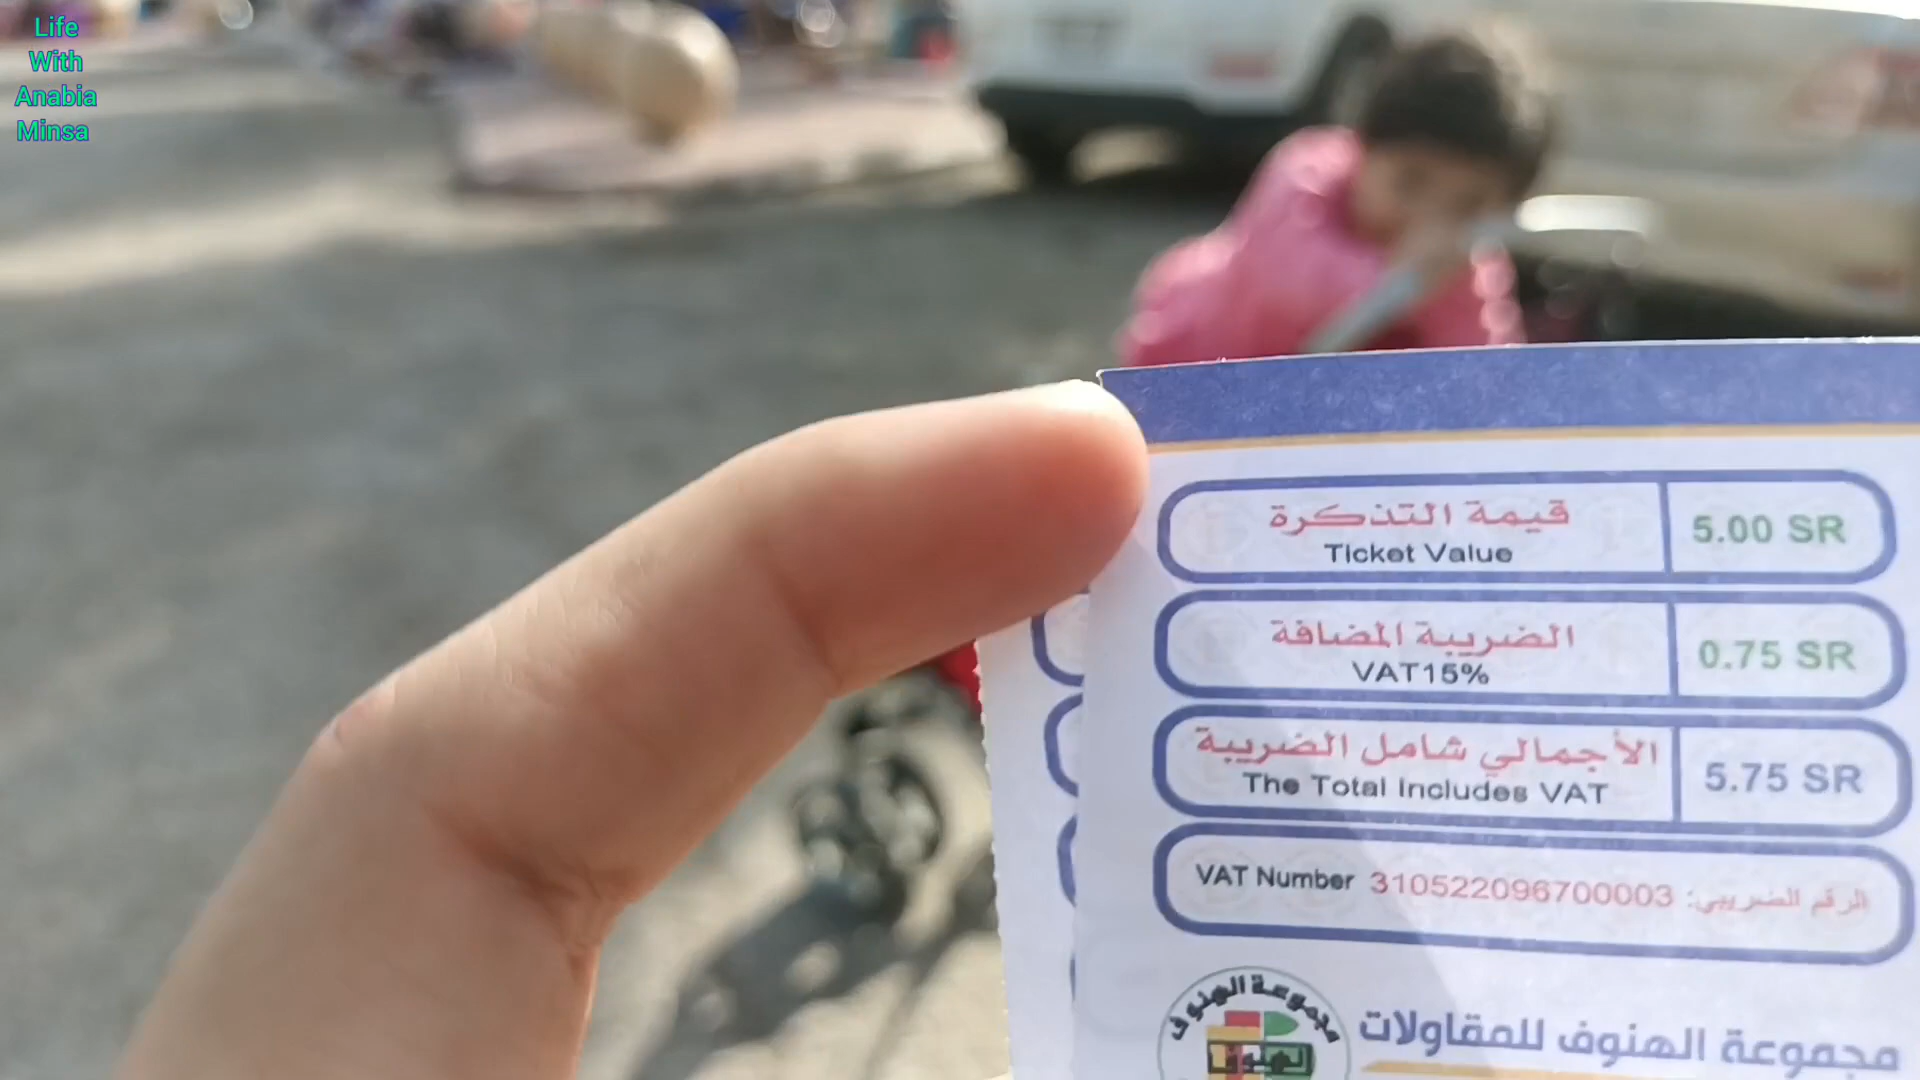 Life
With
Anabia
Minsa
قيمة التذكرة
Ticket Value
5.00 SR
الضريبة المضافة
VAT15%
0.75 SR
الأجمالي شامل الضريبة
The Total Includes VAT
5.75 SR
VAT Number 310522096700003 الرقم الضريبي:
مجموعة الهنوف
الهنوف
مجموعة الهنوف للمقاولات